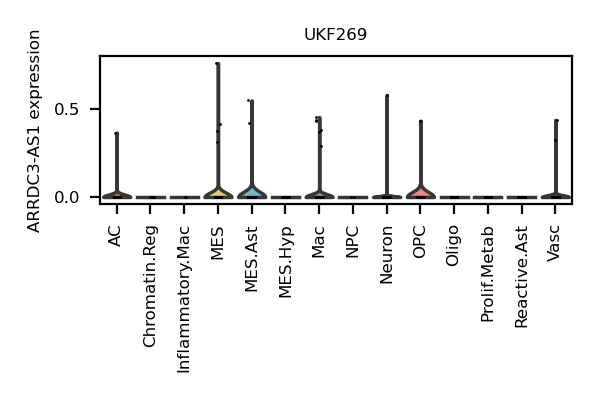 UKF269
ARRDC3-AS1 expression
0.5
0.0
AC
Chromatin.Reg
Inflammatory.Mac
MES
MES.Ast
MES.Hyp
Mac
NPC
Neuron
OPC
Oligo
Prolif.Metab
Reactive.Ast
Vasc